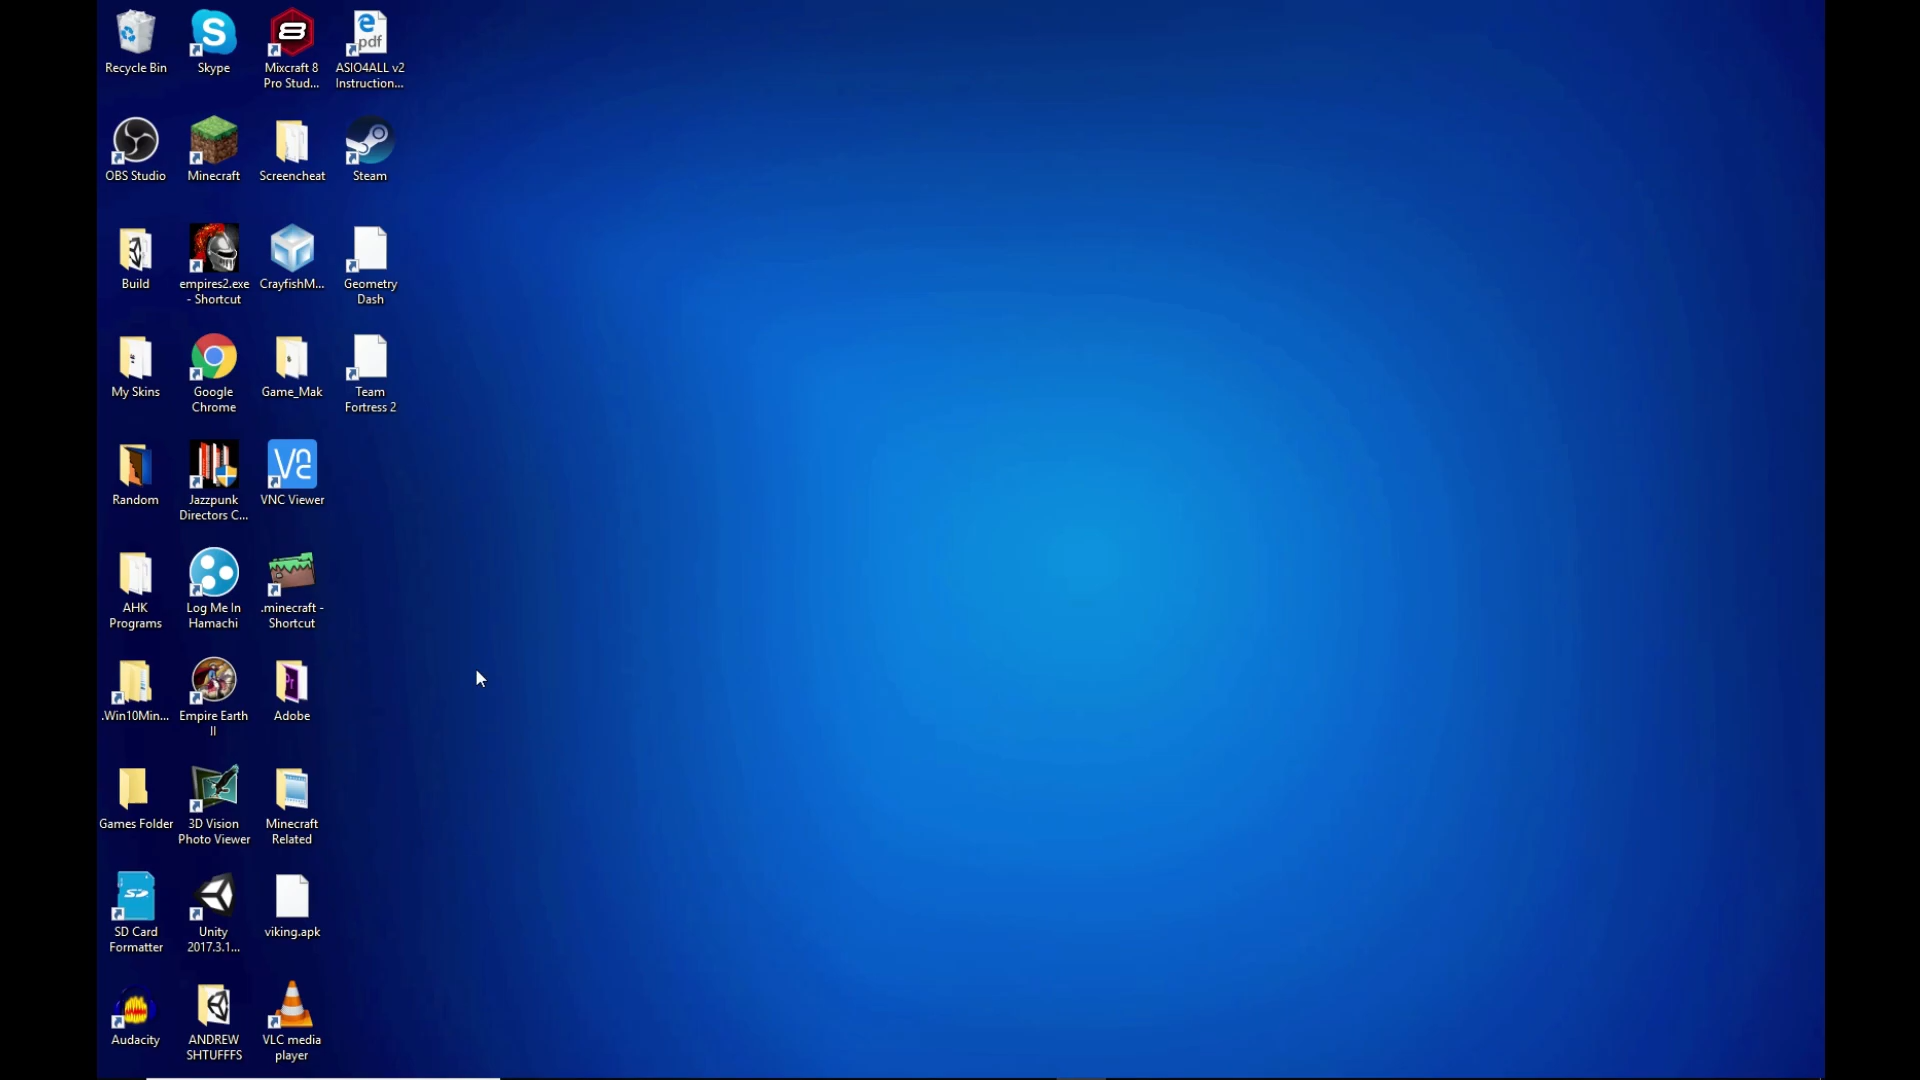 Recycle Bin
Skype
Mixcraft 8
Pro Stud...
pdf
ASIO4ALL v2
Instruction...
OBS Studio
Minecraft
Screencheat
Steam
Build
empires2.exe
- Shortcut
CrayfishM...
Geometry
Dash
My Skins
Google
Chrome
Game_Mak
Team
Fortress 2
Random
Jazzpunk
Directors C...
VNC Viewer
AHK
Programs
Log Me In
Hamachi
.minecraft -
Shortcut
.Win10Min...
Empire Earth
II
Adobe
Games Folder
3D Vision
Photo Viewer
Minecraft
Related
SD Card
Formatter
Unity
2017.3.1...
viking.apk
Audacity
ANDREW
SHTUFFFS
VLC media
player